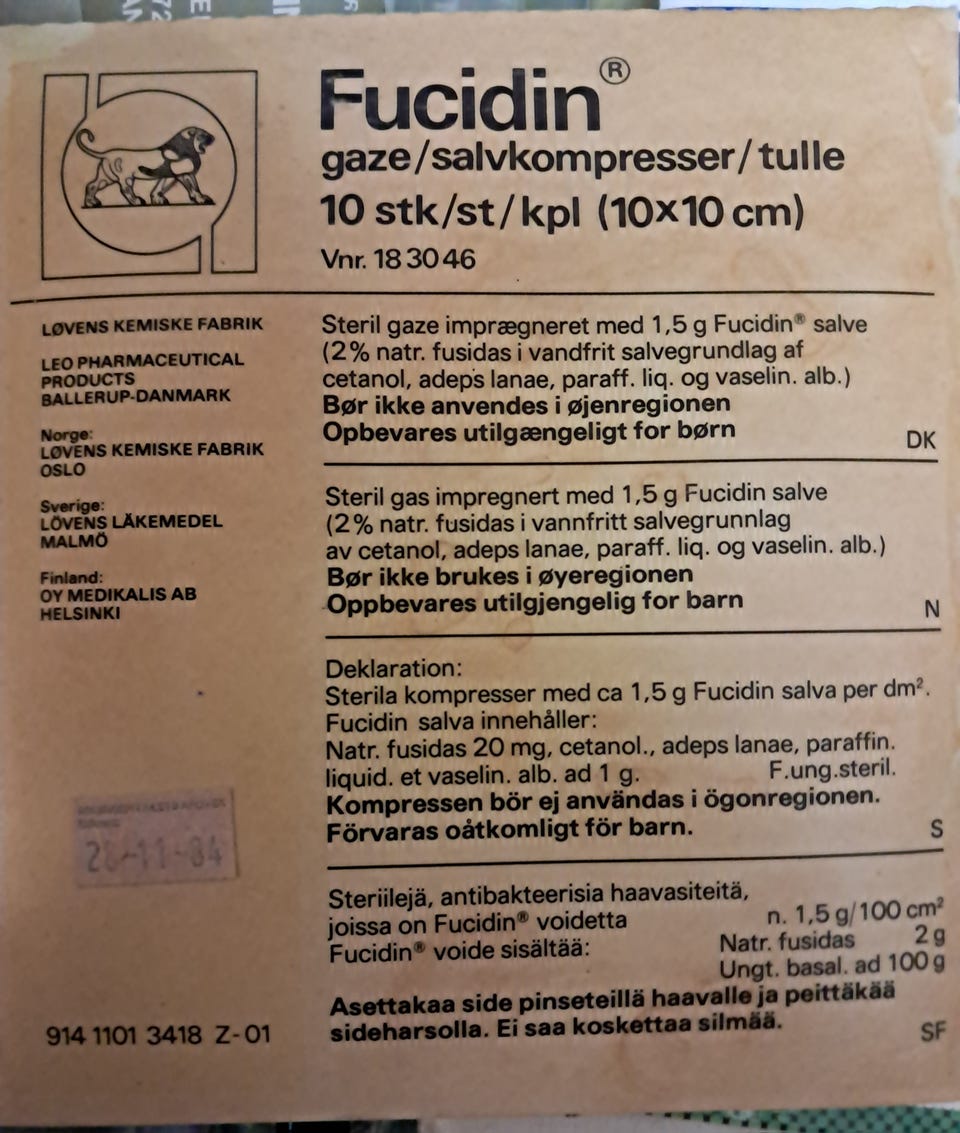 Fucidin®
gaze/salvkompresser/tulle
10 stk/st/kpl (10x10 cm)
Vnr. 18 30 46
LØVENS KEMISKE FABRIK
LEO PHARMACEUTICAL
PRODUCTS
BALLERUP-DANMARK
Norge:
LØVENS KEMISKE FABRIK
OSLO
Sverige:
LÖVENS LÄKEMEDEL
MALMÖ
Finland:
OY MEDIKALIS AB
HELSINKI
Steril gaze imprægneret med 1,5 g Fucidin® salve
(2% natr. fusidas i vandfrit salvegrundlag af
cetanol, adeps lanae, paraff. liq. og vaselin. alb.)
Bør ikke anvendes i øjenregionen
Opbevares utilgængeligt for børn
DK
Steril gas impregnert med 1,5 g Fucidin salve
(2% natr. fusidas i vannfritt salvegrunnlag
av cetanol, adeps lanae, paraff. liq. og vaselin. alb.)
Bør ikke brukes i øyeregionen
Oppbevares utilgjengelig for barn
N
Deklaration:
Sterila kompresser med ca 1,5 g Fucidin salva per dm².
Fucidin salva innehåller:
Natr. fusidas 20 mg, cetanol., adeps lanae, paraffin.
liquid. et vaselin. alb. ad 1 g. F.ung.steril.
Kompressen bör ej användas i ögonregionen.
Förvaras oåtkomligt för barn.
S
Steriilejä, antibakteerisia haavasiteitä,
joissa on Fucidin® voidetta n. 1,5 g/100 cm²
Fucidin® voide sisältää: Natr. fusidas 2 g
Ungt. basal. ad 100 g
Asettakaa side pinseteillä haavalle ja peittäkää
sideharsolla. Ei saa koskettaa silmää.
SF
914 1101 3418 Z-01